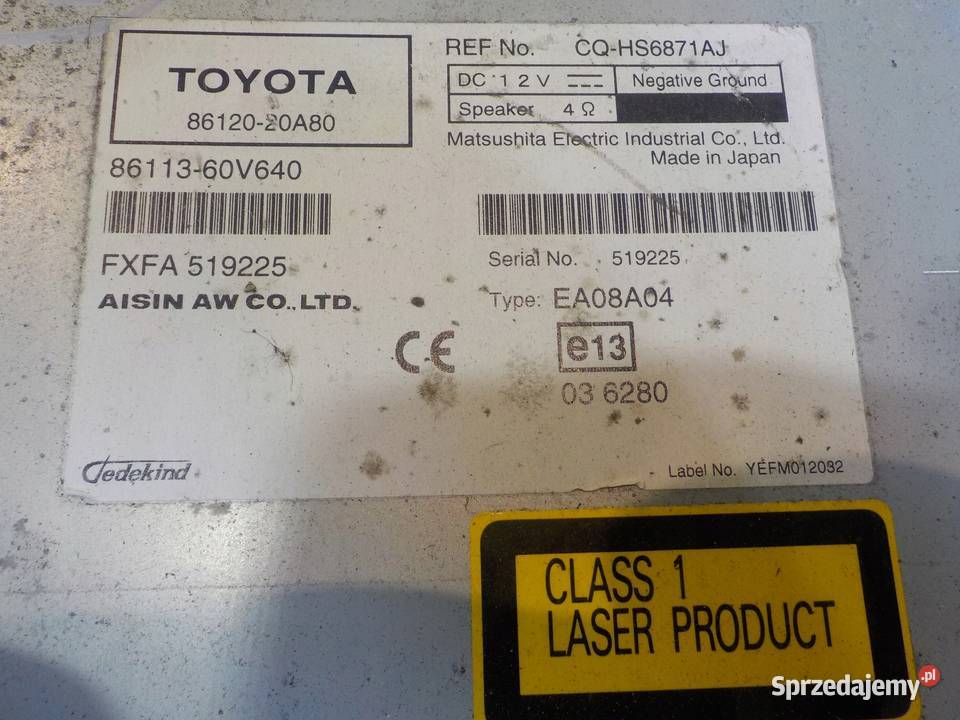 TOYOTA
86120-20A80
86113-60V640
FXFA 519225
AISIN AW CO.,LTD.
REF No. CQ-HS6871AJ
DC 12V Negative Ground
Speaker 4Ω
Matsushita Electric Industrial Co., Ltd.
Made in Japan
Serial No. 519225
Type: EA08A04
CE
e13
03 6280
Jedekind
Label No. YEFM012032
CLASS 1
LASER PRODUCT
Sprzedajemy.pl